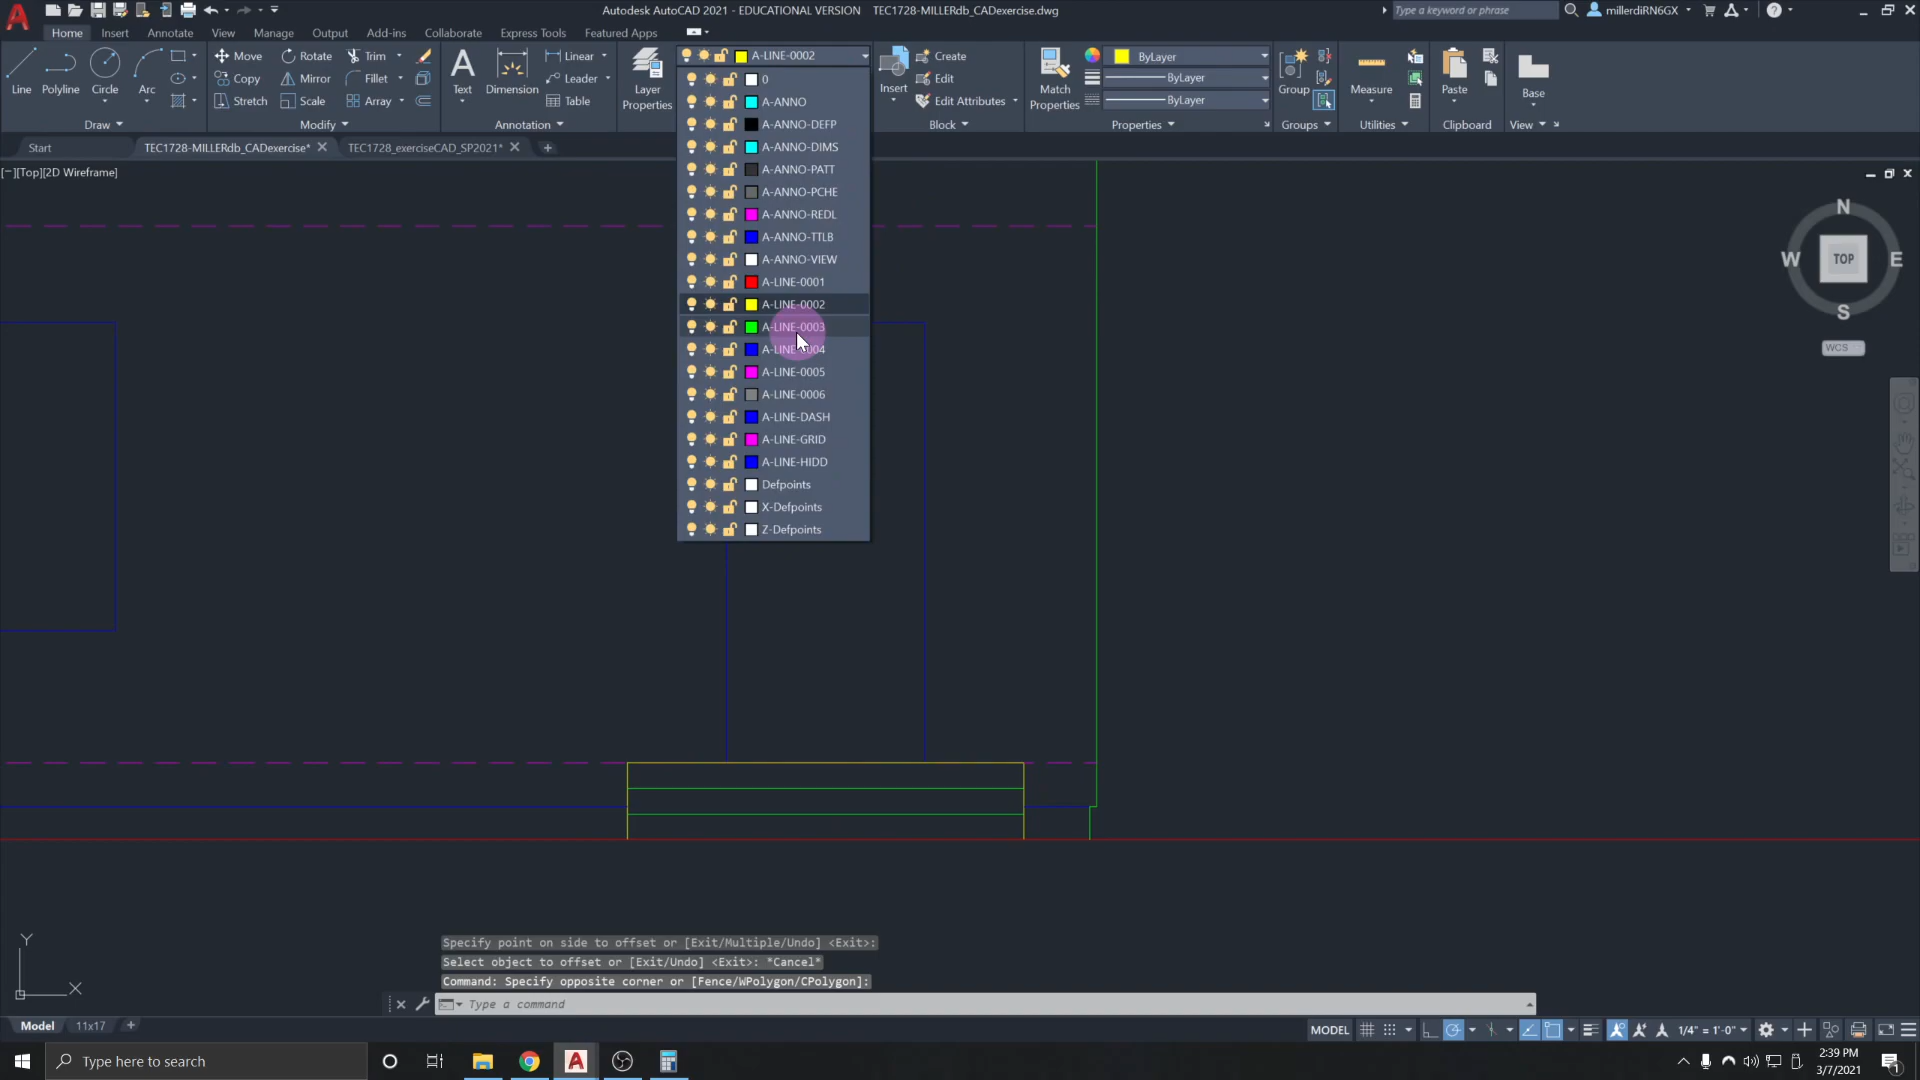 Autodesk AutoCAD 2021 - EDUCATIONAL VERSION TEC1728-MILLERdb_CADexercise.dwg
Type a keyword or phrase
millerdiRN6GX
Home Insert Annotate View Manage Output Add-ins Collaborate Express Tools Featured Apps
Line Polyline Circle Arc
Move Rotate Trim
Copy Mirror Fillet
Stretch Scale Array
Text Dimension
Linear
Leader
Table
Layer Properties
A-LINE-0002
Insert
Create
Edit
Edit Attributes
Match Properties
ByLayer
ByLayer
ByLayer
Group Measure Paste Base
Draw Modify Annotation Block Properties Groups Utilities Clipboard View
Start TEC1728-MILLERdb_CADexercise* TEC1728_exerciseCAD_SP2021*
[−][Top][2D Wireframe]
0
A-ANNO
A-ANNO-DEFP
A-ANNO-DIMS
A-ANNO-PATT
A-ANNO-PCHE
A-ANNO-REDL
A-ANNO-TTLB
A-ANNO-VIEW
A-LINE-0001
A-LINE-0002
A-LINE-0003
A-LINE-0004
A-LINE-0005
A-LINE-0006
A-LINE-DASH
A-LINE-GRID
A-LINE-HIDD
Defpoints
X-Defpoints
Z-Defpoints
N
W TOP E
S
WCS
Y
X
Specify point on side to offset or [Exit/Multiple/Undo] <Exit>:
Select object to offset or [Exit/Undo] <Exit>: *Cancel*
Command: Specify opposite corner or [Fence/WPolygon/CPolygon]:
Type a command
Model 11x17
MODEL 1/4" = 1'-0"
Type here to search
2:39 PM
3/7/2021
1